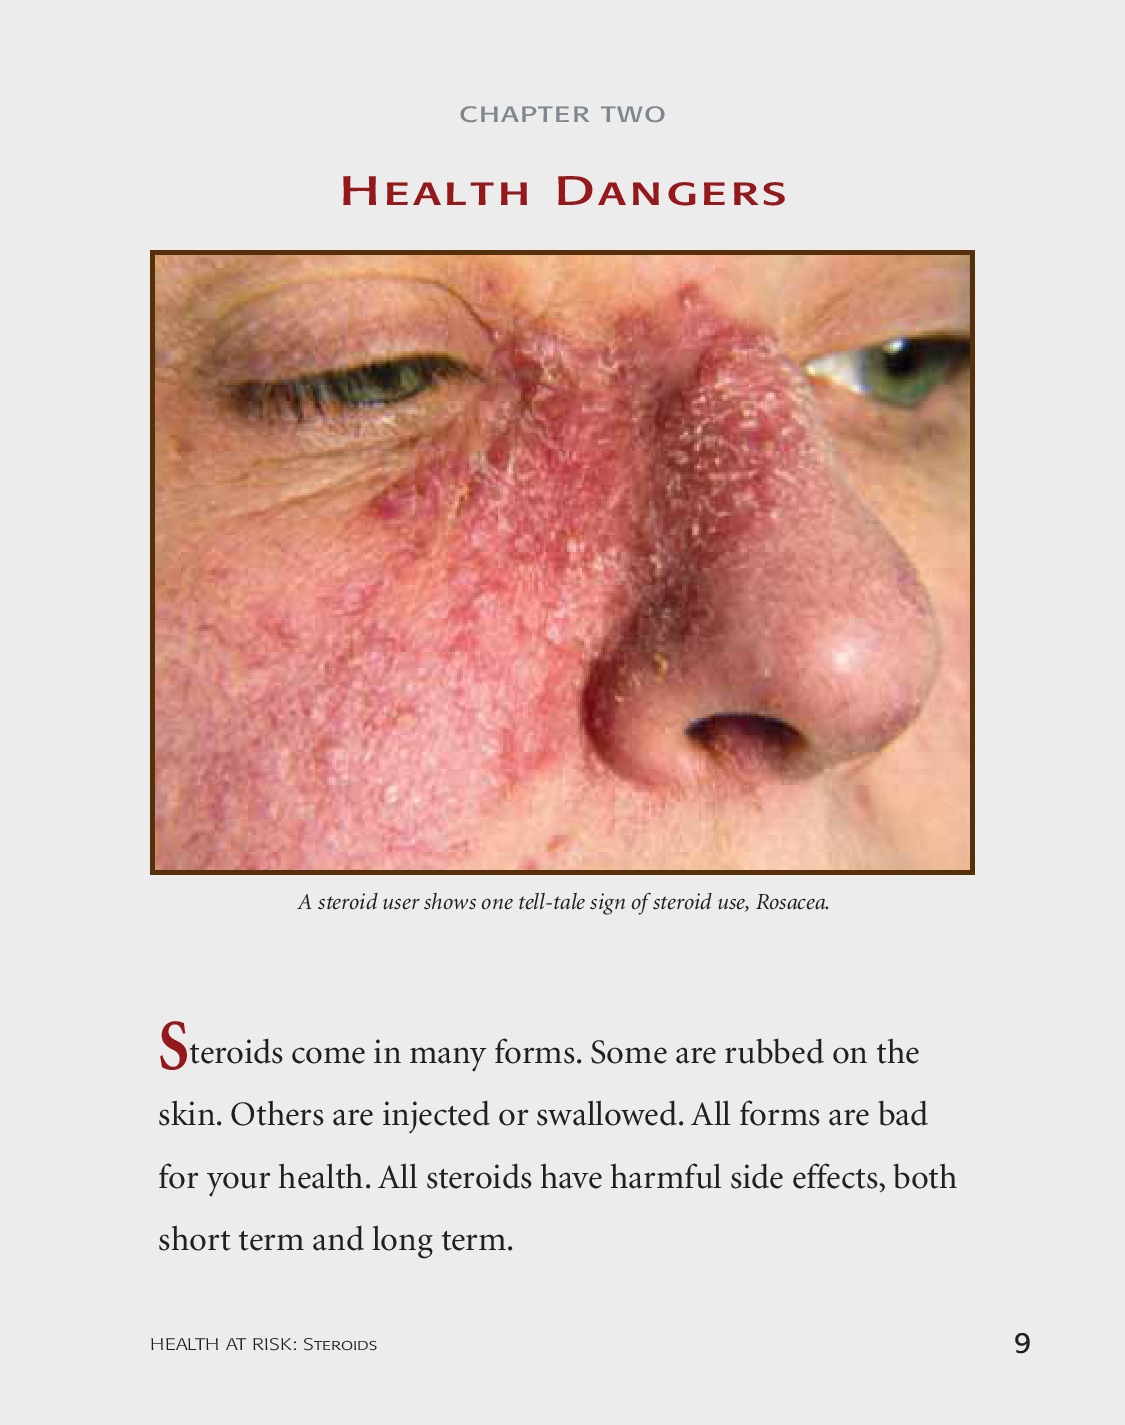 CHAPTER TWO
HEALTH DANGERS
A steroid user shows one tell-tale sign of steroid use, Rosacea.
Steroids come in many forms. Some are rubbed on the
skin. Others are injected or swallowed. All forms are bad
for your health. All steroids have harmful side effects, both
short term and long term.
HEALTH AT RISK: STEROIDS
9